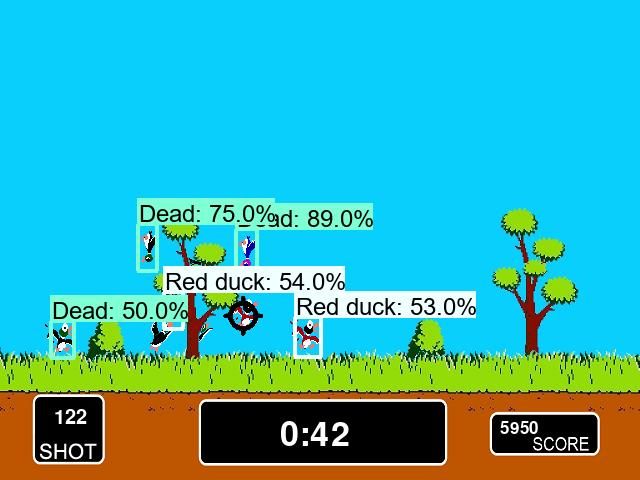 Dead: 75.0%
ead: 89.0%
Red duck: 54.0%
Red duck: 53.0%
Dead: 50.0%
122
SHOT
0:42
5950
SCORE